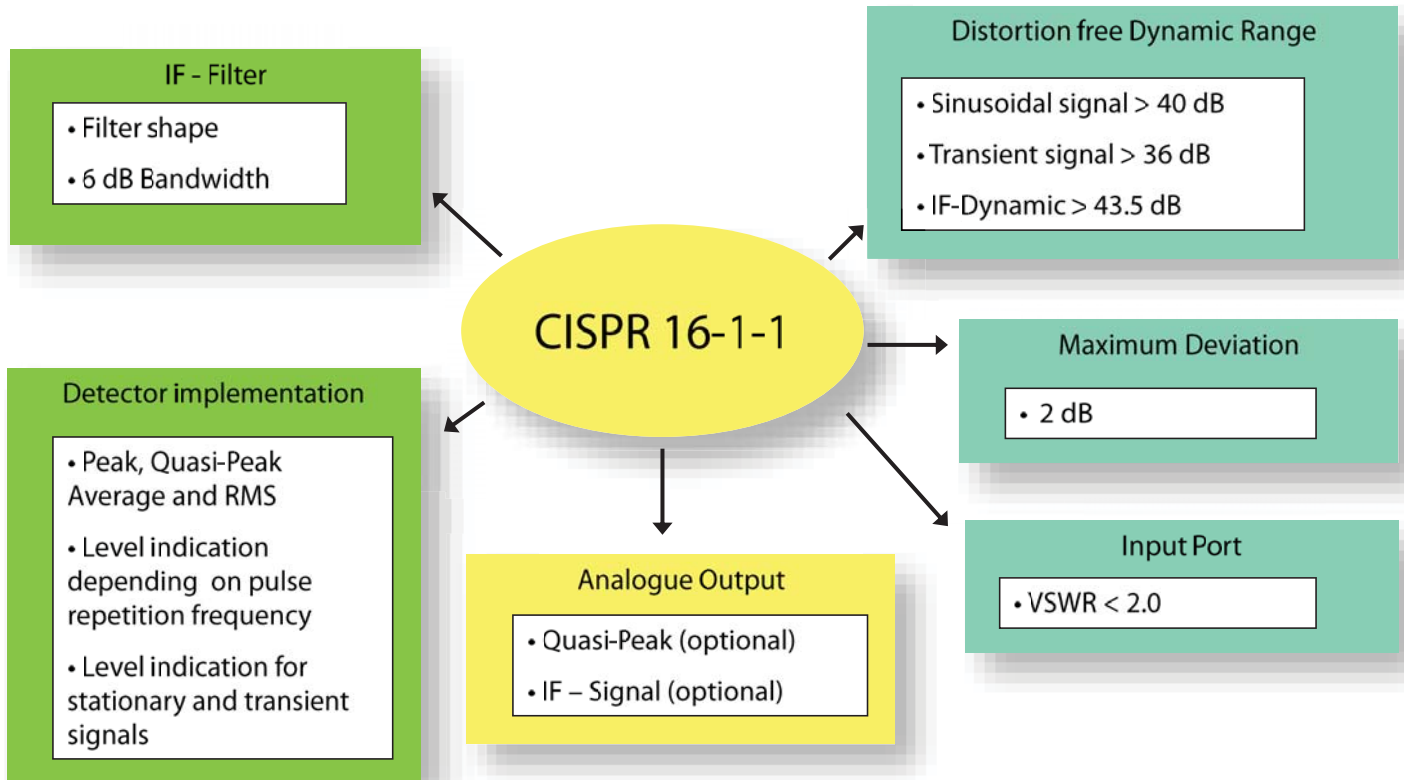 IF - Filter
• Filter shape
• 6 dB Bandwidth
Distortion free Dynamic Range
• Sinusoidal signal > 40 dB
• Transient signal > 36 dB
• IF-Dynamic > 43.5 dB
CISPR 16-1-1
Maximum Deviation
• 2 dB
Detector implementation
• Peak, Quasi-Peak
Average and RMS
• Level indication
depending on pulse
repetition frequency
• Level indication for
stationary and transient
signals
Analogue Output
• Quasi-Peak (optional)
• IF – Signal (optional)
Input Port
• VSWR < 2.0